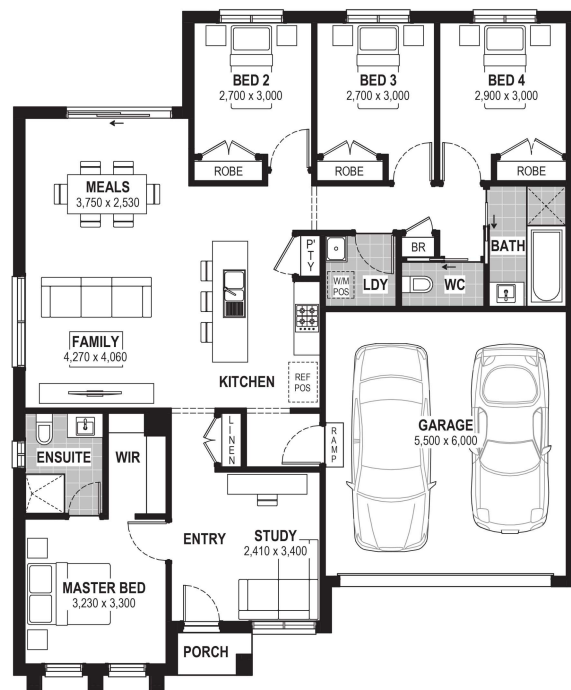 BED 2
2,700 x 3,000
BED 3
2,700 x 3,000
BED 4
2,900 x 3,000
ROBE
ROBE
ROBE
MEALS
3,750 x 2,530
P'TY
W/M
POS
LDY
BR
WC
BATH
FAMILY
4,270 x 4,060
KITCHEN
REF
POS
LINEN
RAMP
GARAGE
5,500 x 6,000
ENSUITE
WIR
ENTRY
STUDY
2,410 x 3,400
MASTER BED
3,230 x 3,300
PORCH